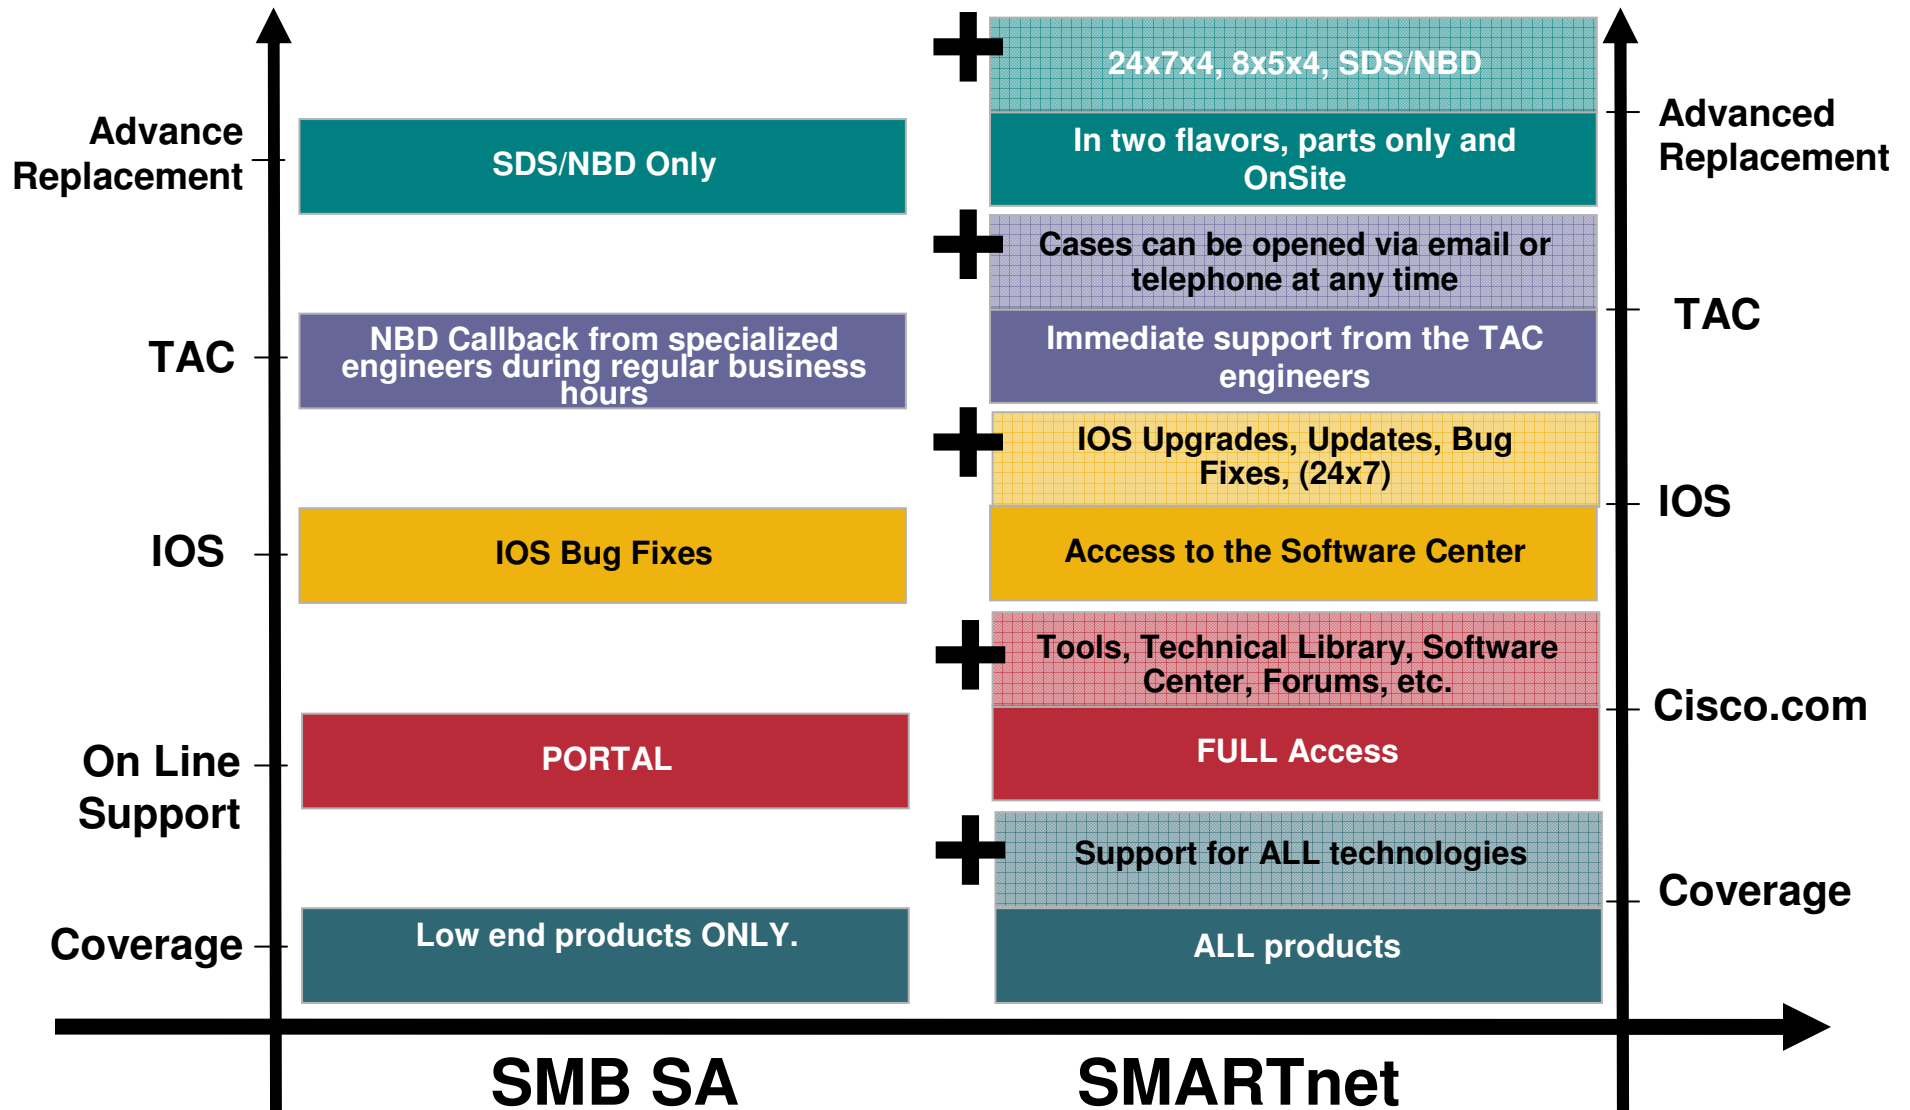 Advance
Replacement
SDS/NBD Only
TAC
NBD Callback from specialized
engineers during regular business
hours
IOS
IOS Bug Fixes
On Line
Support
PORTAL
Coverage
Low end products ONLY.
SMB SA
24x7x4, 8x5x4, SDS/NBD
In two flavors, parts only and
OnSite
Advanced
Replacement
Cases can be opened via email or
telephone at any time
Immediate support from the TAC
engineers
TAC
IOS Upgrades, Updates, Bug
Fixes, (24x7)
Access to the Software Center
IOS
Tools, Technical Library, Software
Center, Forums, etc.
FULL Access
Cisco.com
Support for ALL technologies
ALL products
Coverage
SMARTnet